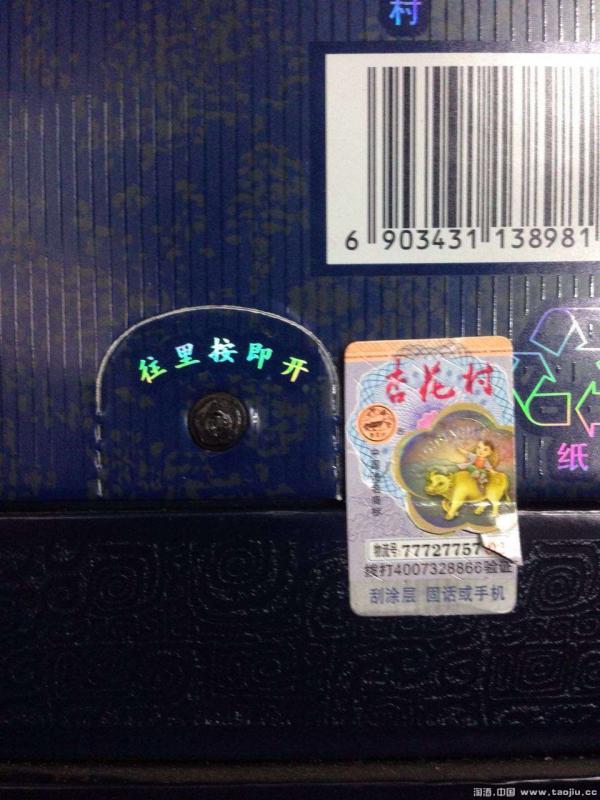 村
6 903431 138981
往里按即开
杏花村
纸
物流号 77727757
拨打4007328866验证
刮涂层 固话或手机
淘酒.中国 www.taojiu.cc